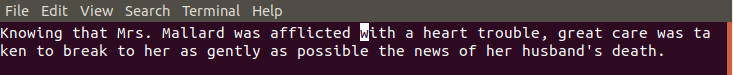 File Edit View Search Terminal Help
Knowing that Mrs. Mallard was afflicted with a heart trouble, great care was ta
ken to break to her as gently as possible the news of her husband's death.